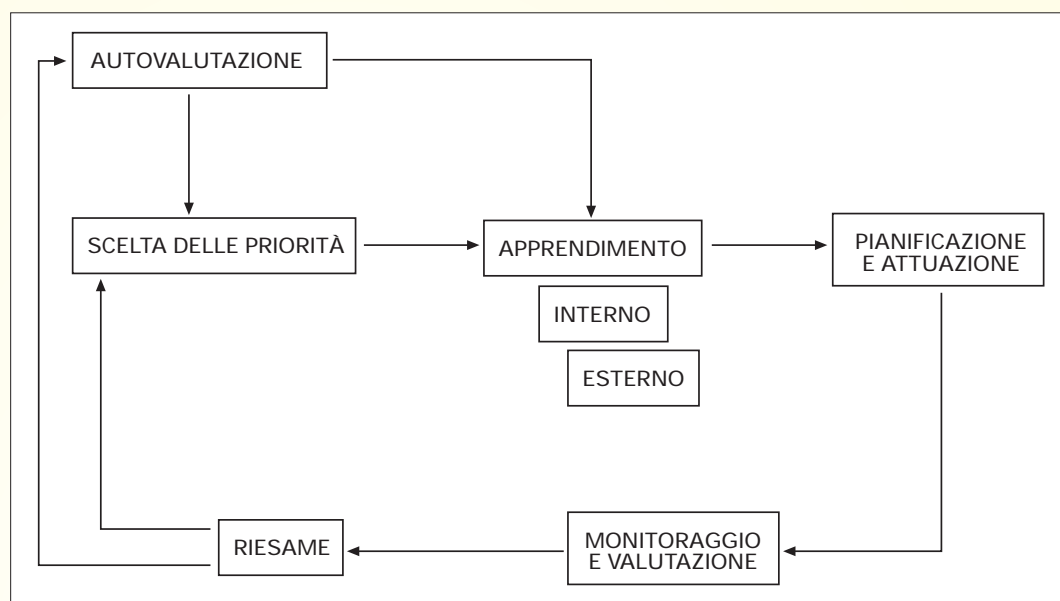 AUTOVALUTAZIONE
SCELTA DELLE PRIORITÀ
APPRENDIMENTO
PIANIFICAZIONE
E ATTUAZIONE
INTERNO
ESTERNO
RIESAME
MONITORAGGIO
E VALUTAZIONE